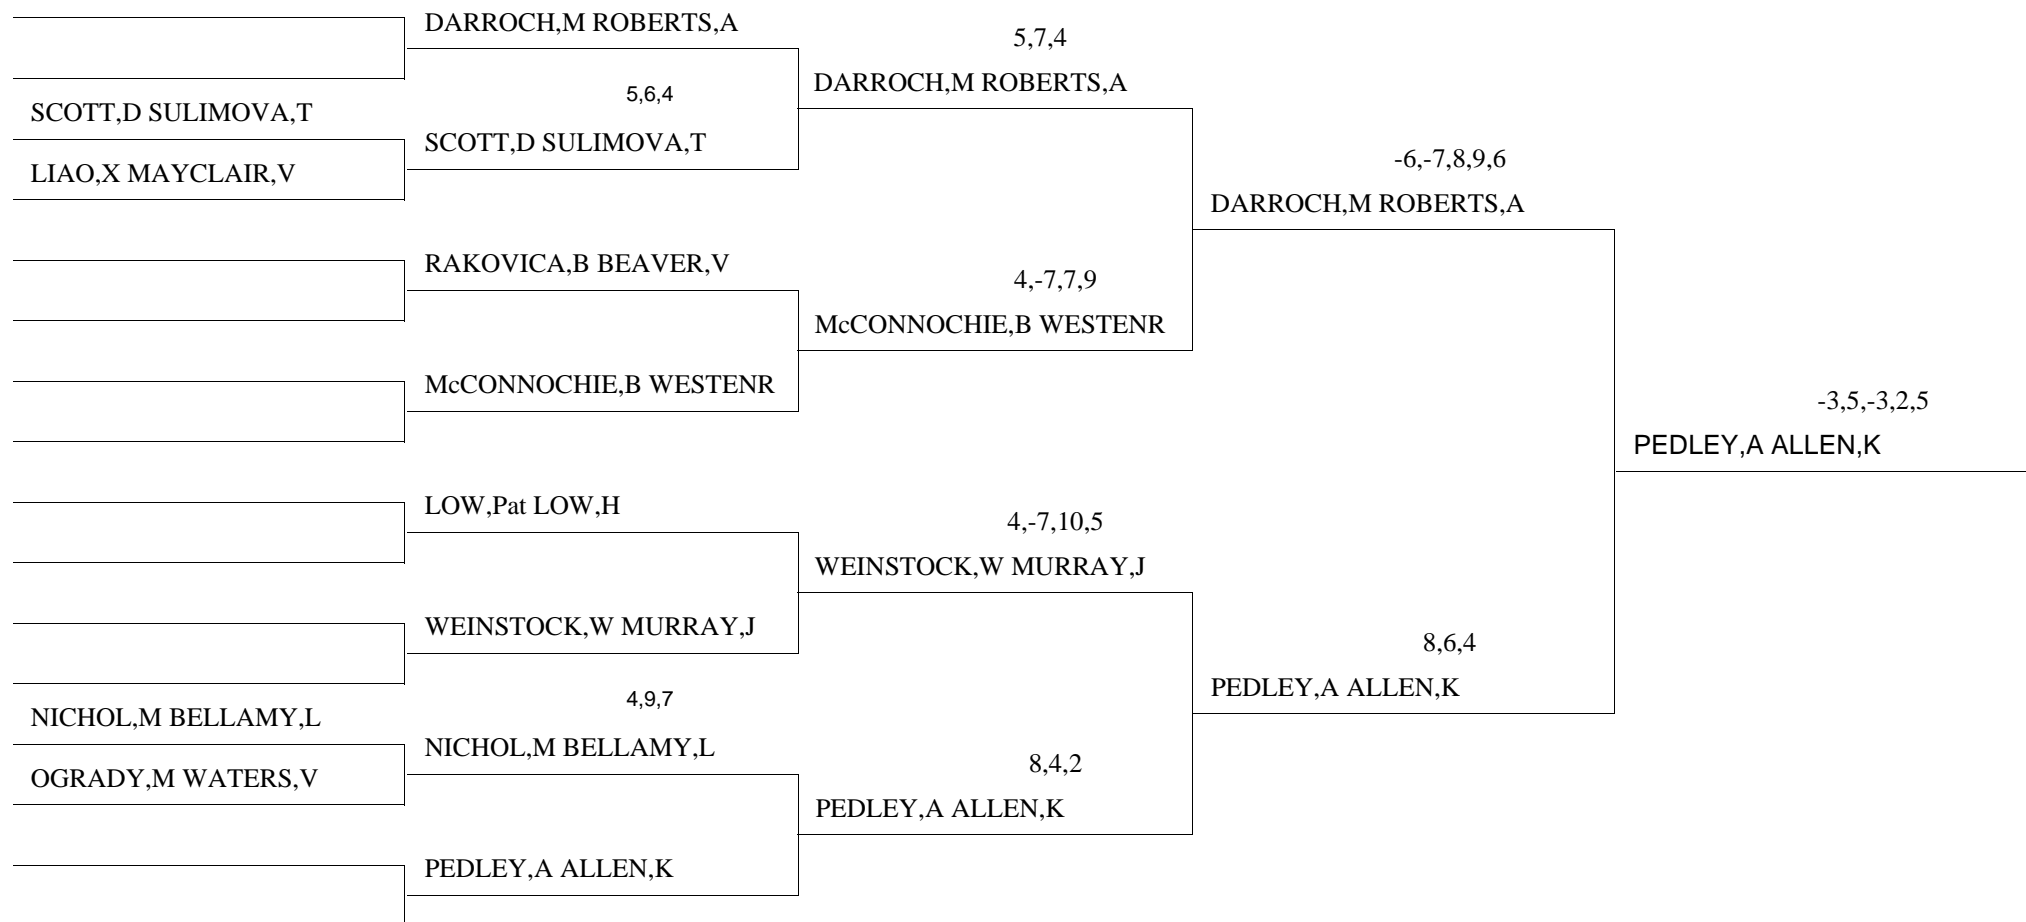 DARROCH,M ROBERTS,A
5,7,4
DARROCH,M ROBERTS,A
5,6,4
SCOTT,D SULIMOVA,T
SCOTT,D SULIMOVA,T
-6,-7,8,9,6
LIAO,X MAYCLAIR,V
DARROCH,M ROBERTS,A
RAKOVICA,B BEAVER,V
4,-7,7,9
McCONNOCHIE,B WESTENR
McCONNOCHIE,B WESTENR
-3,5,-3,2,5
PEDLEY,A ALLEN,K
LOW,Pat LOW,H
4,-7,10,5
WEINSTOCK,W MURRAY,J
WEINSTOCK,W MURRAY,J
8,6,4
PEDLEY,A ALLEN,K
4,9,7
NICHOL,M BELLAMY,L
NICHOL,M BELLAMY,L
8,4,2
OGRADY,M WATERS,V
PEDLEY,A ALLEN,K
PEDLEY,A ALLEN,K